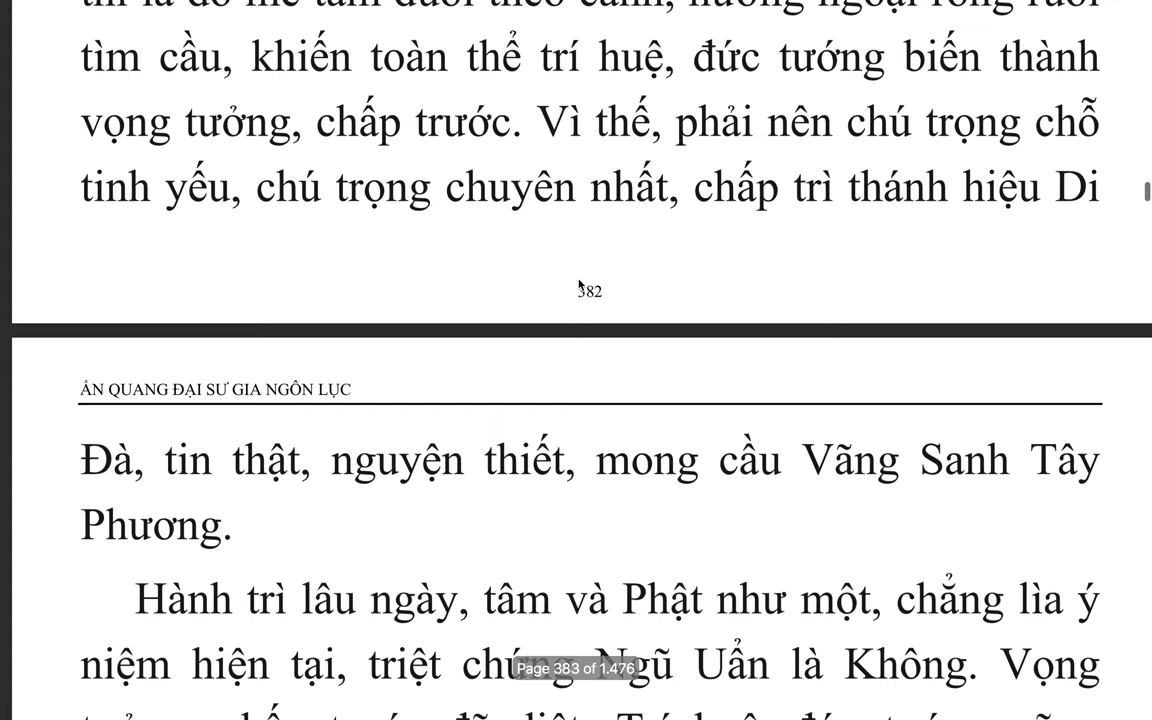 tìm cầu, khiến toàn thể trí huệ, đức tướng biến thành
vọng tưởng, chấp trước. Vì thế, phải nên chú trọng chỗ
tinh yếu, chú trọng chuyên nhất, chấp trì thánh hiệu Di
382
ẤN QUANG ĐẠI SƯ GIA NGÔN LỤC
Đà, tin thật, nguyện thiết, mong cầu Vãng Sanh Tây
Phương.
Hành trì lâu ngày, tâm và Phật như một, chẳng lìa ý
niệm hiện tại, triệt chứng Ngũ Uẩn là Không. Vọng
Page 383 of 1.476